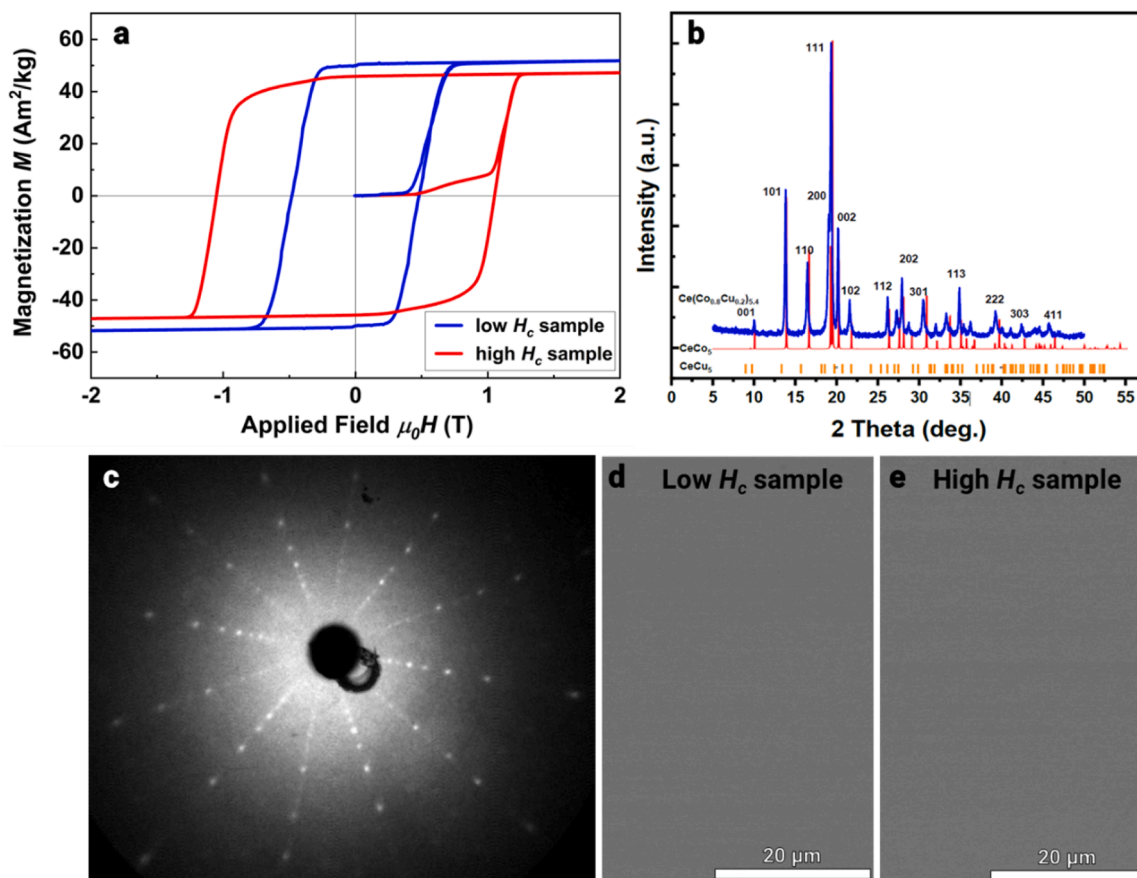 a
Magnetization M (Am²/kg)
60
40
20
0
-20
-40
-60
-2
-1
0
1
2
Applied Field μ₀H (T)
low Hc sample
high Hc sample
b
Intensity (a.u.)
111
101
200
002
110
202
113
102
112
301
222
Ce(Co₀.₈Cu₀.₂)₅.₄
001
303
411
CeCo₅
CeCu₅
0 5 10 15 20 25 30 35 40 45 50 55
2 Theta (deg.)
c
d Low Hc sample
20 μm
e High Hc sample
20 μm